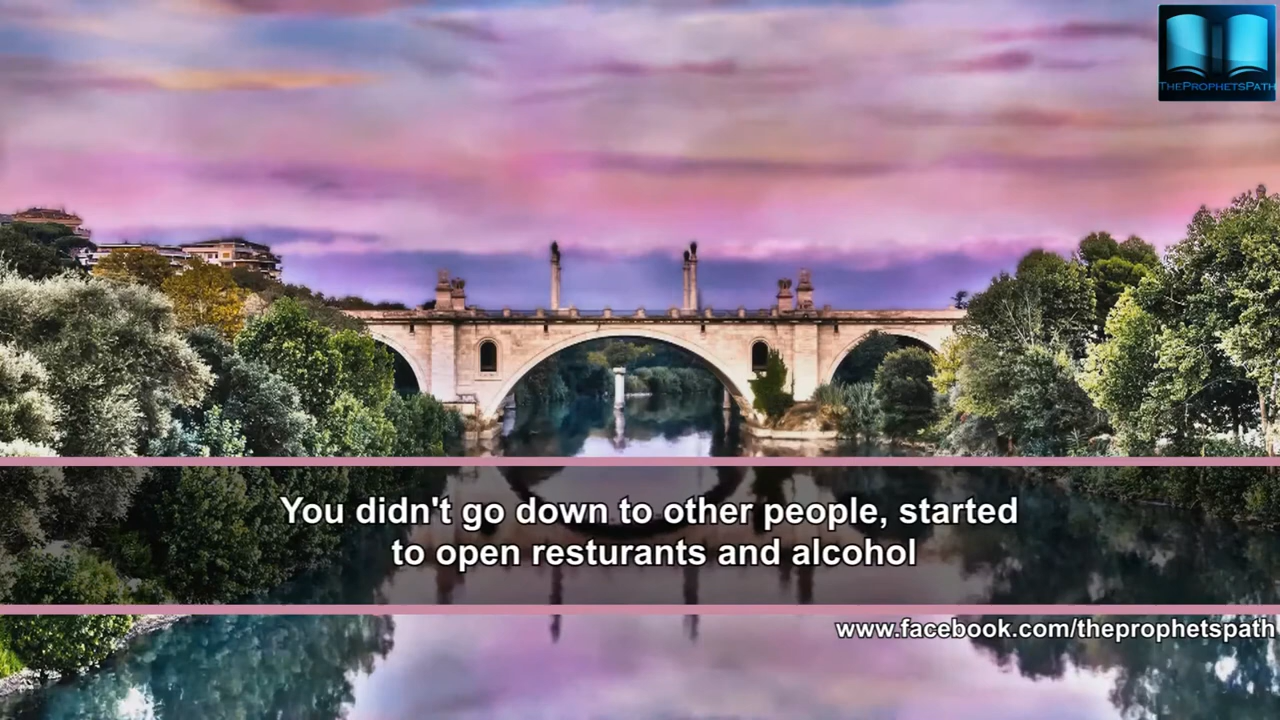 THEPROPHETSPATH
You didn't go down to other people, started
to open resturants and alcohol
www.facebook.com/theprophetspath